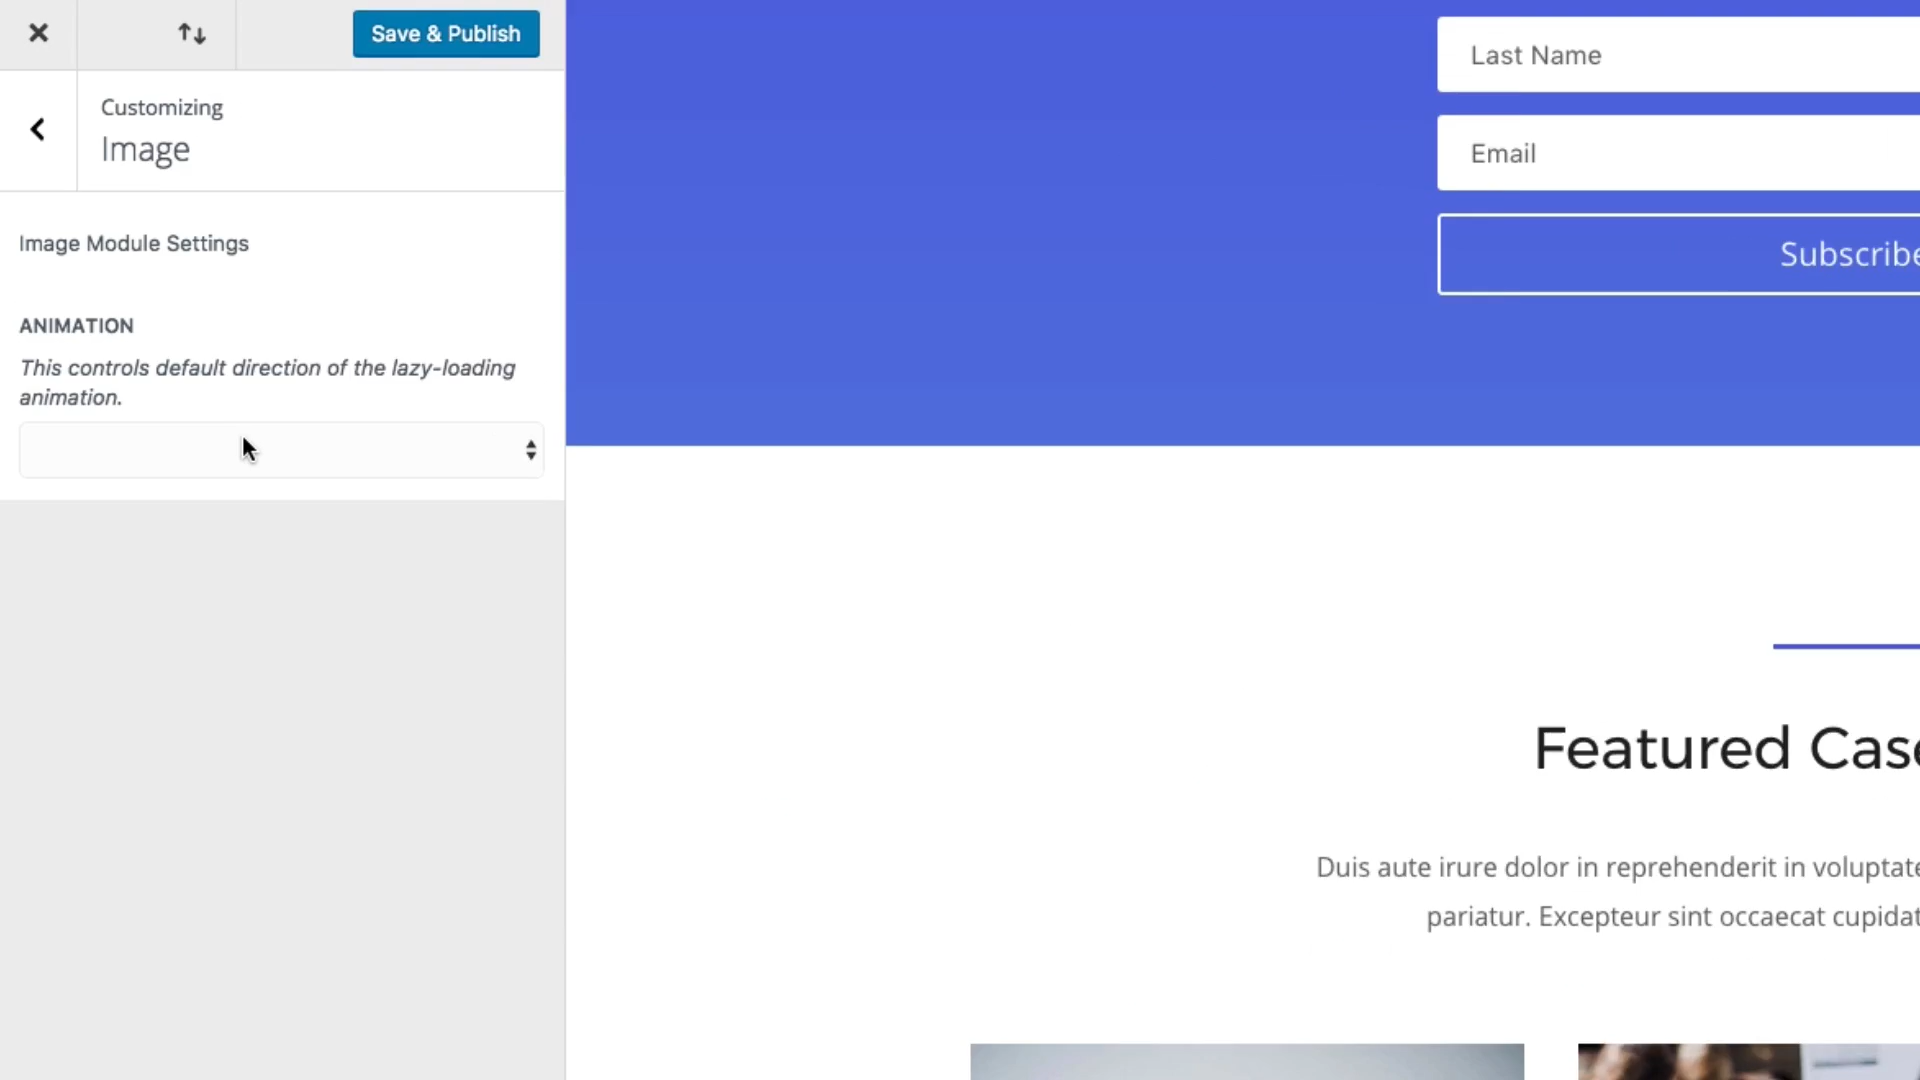 Save & Publish
Customizing
Image
Image Module Settings
ANIMATION
This controls default direction of the lazy-loading
animation.
Last Name
Email
Subscribe
Featured Case
Duis aute irure dolor in reprehenderit in voluptate
pariatur. Excepteur sint occaecat cupidat